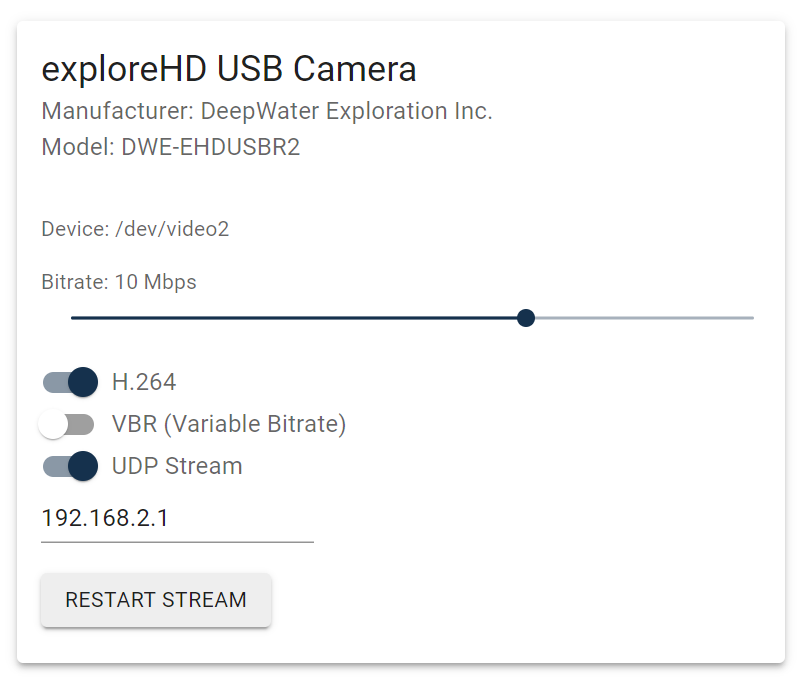 exploreHD USB Camera
Manufacturer: DeepWater Exploration Inc.
Model: DWE-EHDUSBR2
Device: /dev/video2
Bitrate: 10 Mbps
H.264
VBR (Variable Bitrate)
UDP Stream
192.168.2.1
RESTART STREAM